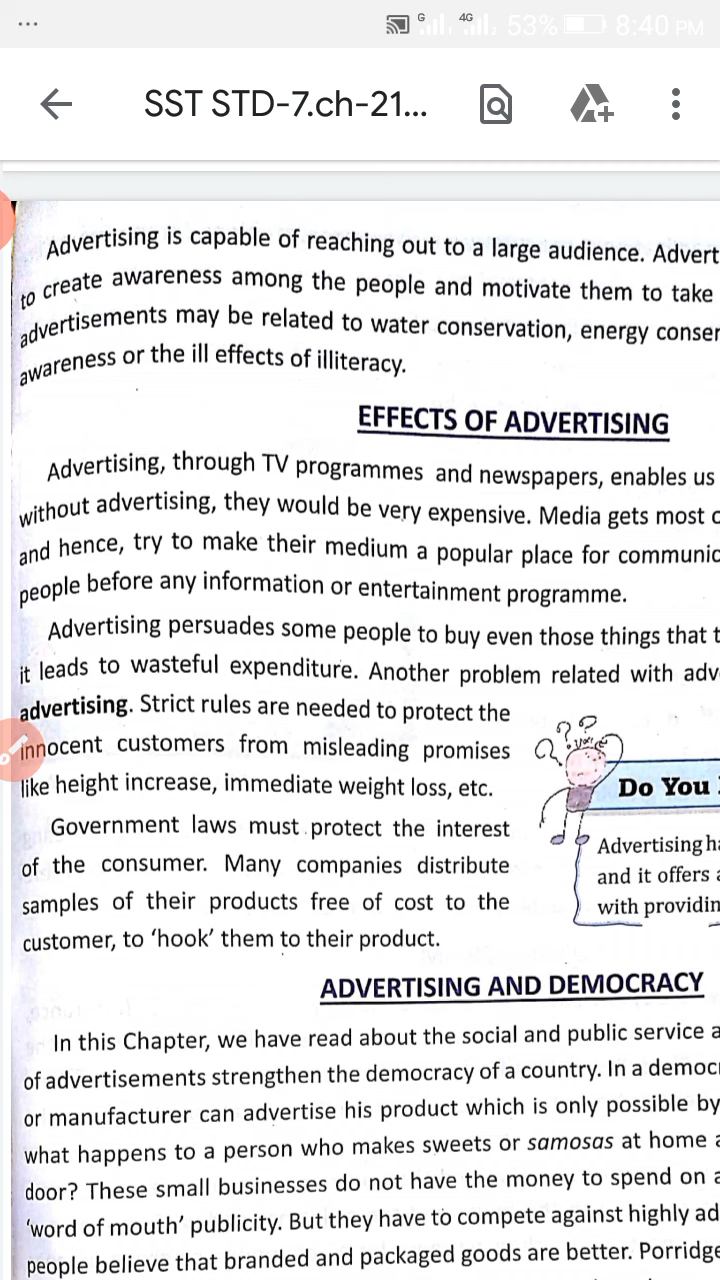 ...
G 4G 53% 8:40 PM
SST STD-7.ch-21...
Advertising is capable of reaching out to a large audience. Advert
to create awareness among the people and motivate them to take
advertisements may be related to water conservation, energy conser
awareness or the ill effects of illiteracy.
EFFECTS OF ADVERTISING
Advertising, through TV programmes and newspapers, enables us
without advertising, they would be very expensive. Media gets most
and hence, try to make their medium a popular place for communic
people before any information or entertainment programme.
Advertising persuades some people to buy even those things that t
it leads to wasteful expenditure. Another problem related with adv
advertising. Strict rules are needed to protect the
innocent customers from misleading promises
like height increase, immediate weight loss, etc.
Government laws must protect the interest
of the consumer. Many companies distribute
samples of their products free of cost to the
customer, to ‘hook’ them to their product.
? ? ? ?
Do You
Advertising ha
and it offers a
with providin
ADVERTISING AND DEMOCRACY
In this Chapter, we have read about the social and public service a
of advertisements strengthen the democracy of a country. In a democr
or manufacturer can advertise his product which is only possible by
what happens to a person who makes sweets or samosas at home a
door? These small businesses do not have the money to spend on a
‘word of mouth’ publicity. But they have to compete against highly ad
people believe that branded and packaged goods are better. Porridge